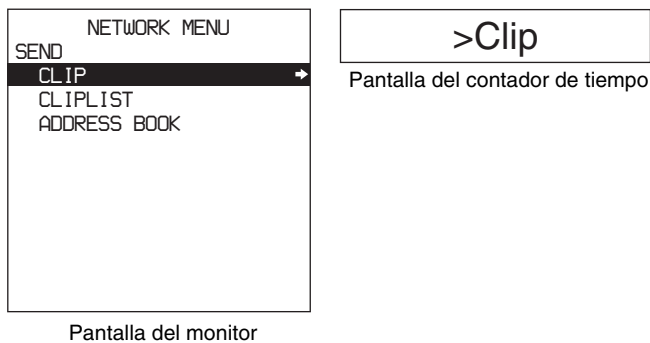 NETWORK MENU
SEND
CLIP
CLIPLIST
ADDRESS BOOK
Pantalla del monitor
>Clip
Pantalla del contador de tiempo